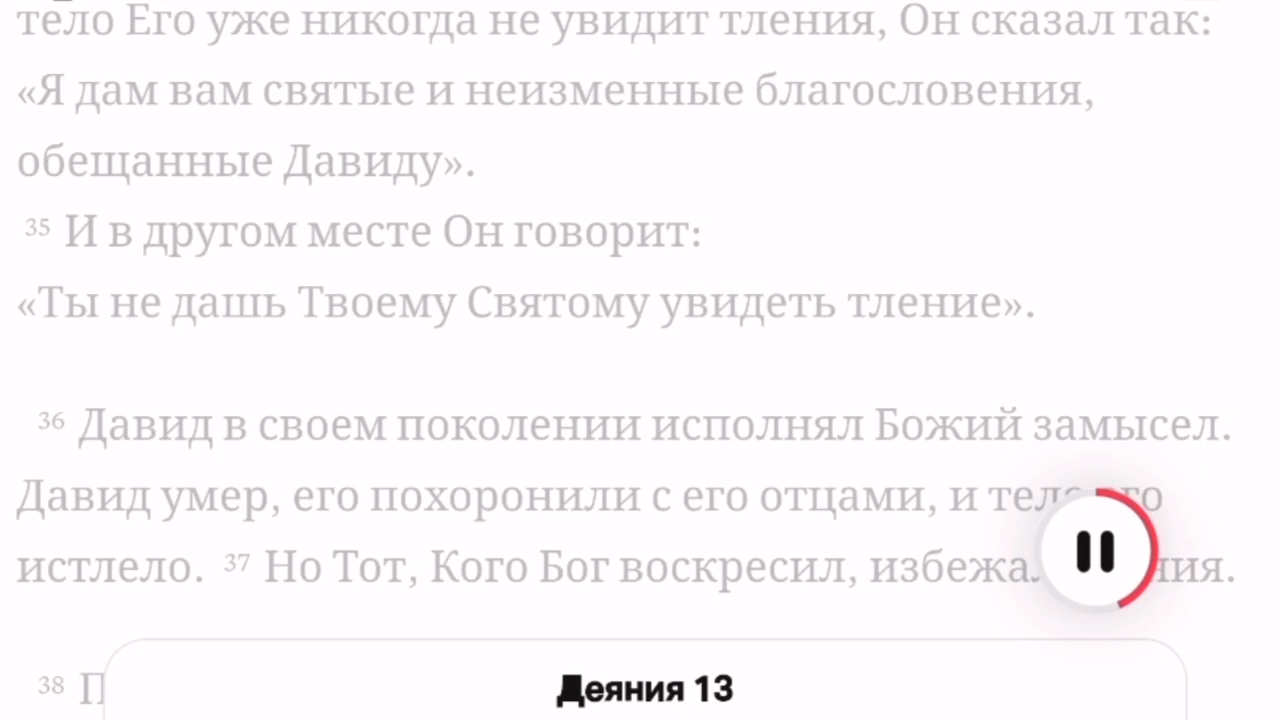 тело Его уже никогда не увидит тления, Он сказал так:
«Я дам вам святые и неизменные благословения,
обещанные Давиду».
35 И в другом месте Он говорит:
«Ты не дашь Твоему Святому увидеть тление».
36 Давид в своем поколении исполнял Божий замысел.
Давид умер, его похоронили с его отцами, и
истлело. 37 Но Тот, Кого Бог воскресил,
38 П
Деяния 13